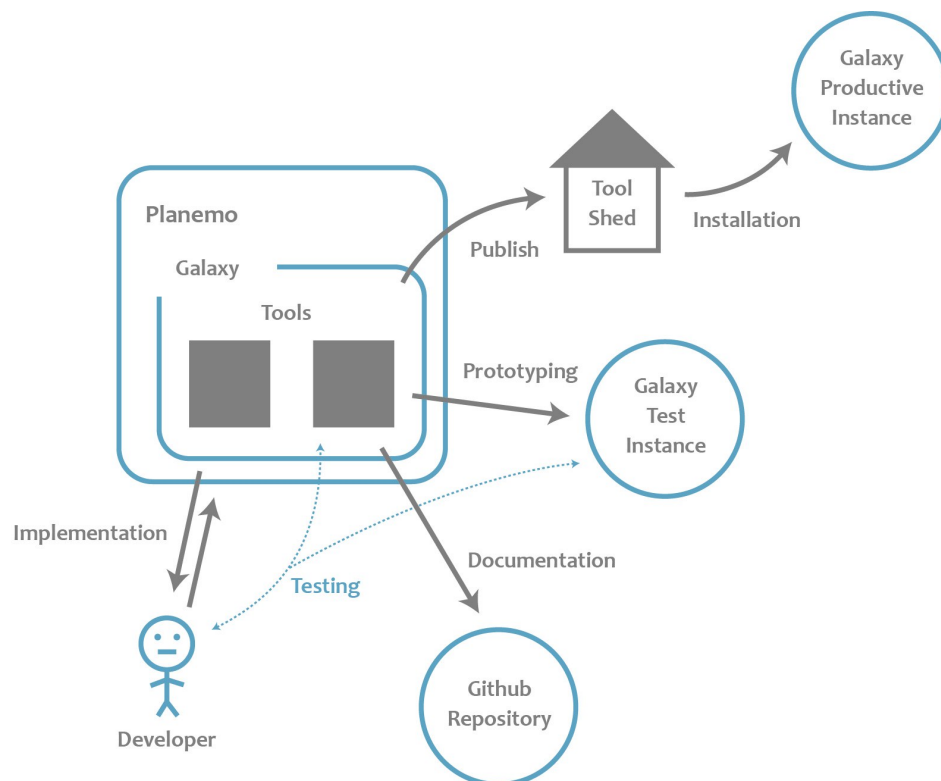 Galaxy
Productive
Instance
Tool
Shed
Installation
Planemo
Publish
Galaxy
Tools
Prototyping
Galaxy
Test
Instance
Implementation
Documentation
Testing
Github
Repository
Developer